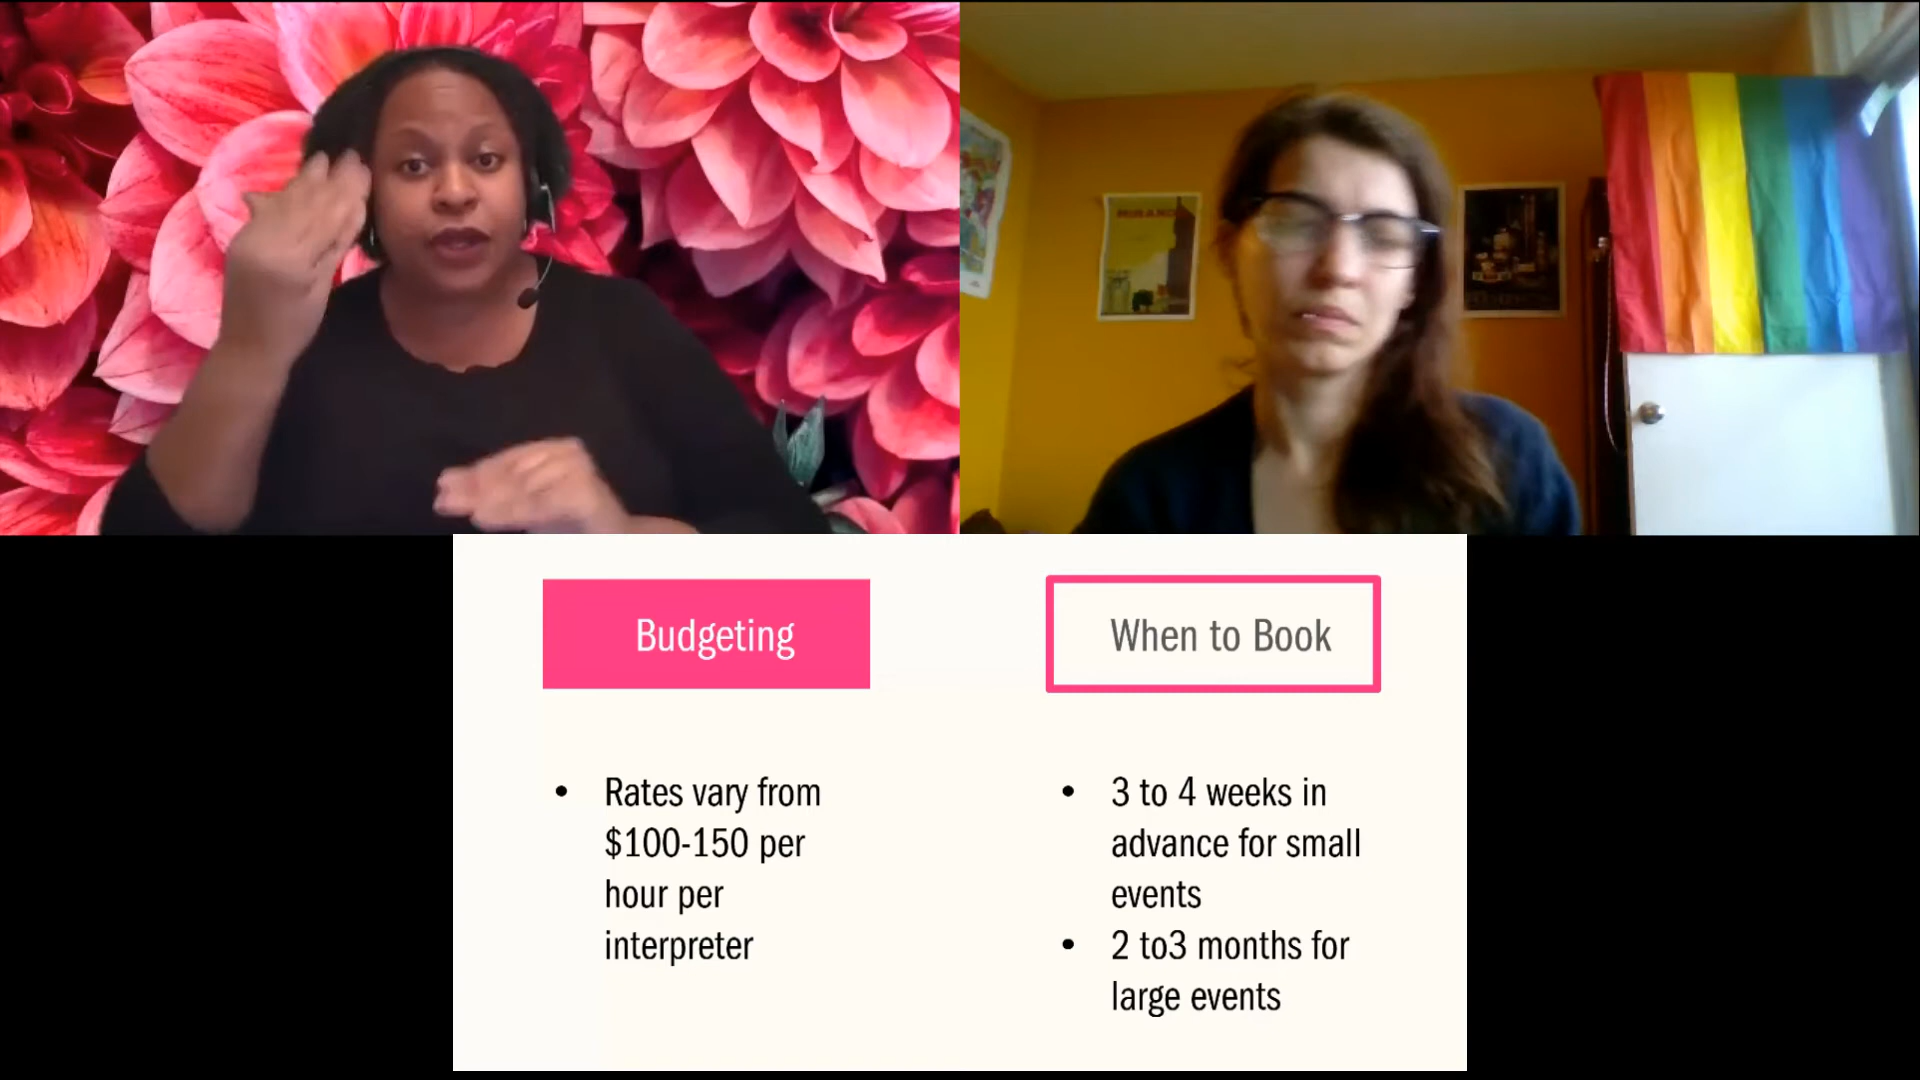 MIRANO
Budgeting
When to Book
• Rates vary from
$100-150 per
hour per
interpreter
• 3 to 4 weeks in
advance for small
events
• 2 to3 months for
large events